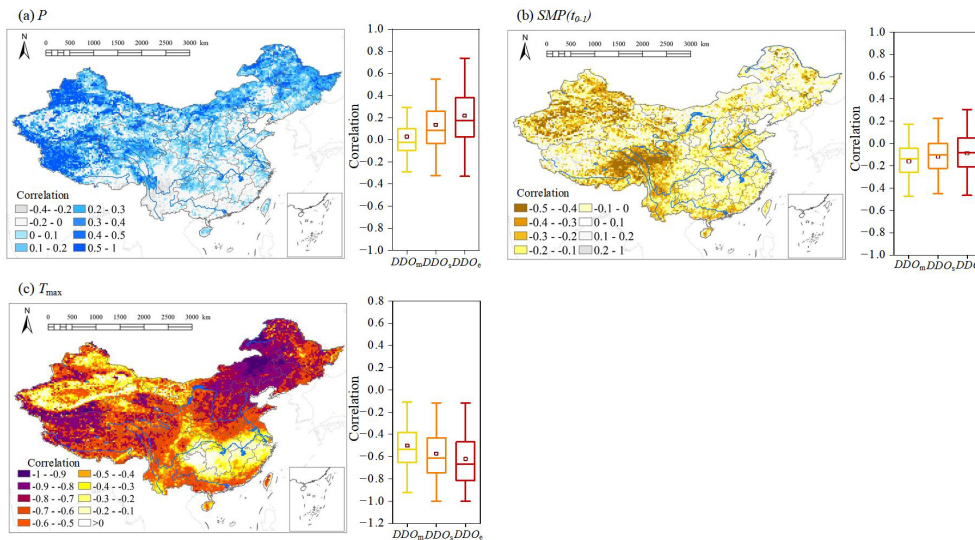 (a) P
N
0 500 1000 2000 3000 km
Correlation
-0.4 - -0.2
-0.2 - 0
0 - 0.1
0.1 - 0.2
0.2 - 0.3
0.3 - 0.4
0.4 - 0.5
0.5 - 1
Correlation
1.0
0.8
0.6
0.4
0.2
0.0
-0.2
-0.4
-0.6
-0.8
-1.0
DDOm DDOs DDOe
(b) SMP(t0-1)
N
0 500 1000 2000 3000 km
Correlation
-0.5 - -0.4
-0.4 - -0.3
-0.3 - -0.2
-0.2 - -0.1
-0.1 - 0
0 - 0.1
0.1 - 0.2
0.2 - 1
Correlation
1.0
0.8
0.6
0.4
0.2
0.0
-0.2
-0.4
-0.6
-0.8
-1.0
DDOm DDOs DDO
(c) Tmax
N
0 500 1000 2000 3000 km
Correlation
-1 - -0.9
-0.9 - -0.8
-0.8 - -0.7
-0.7 - -0.6
-0.6 - -0.5
-0.5 - -0.4
-0.4 - -0.3
-0.3 - -0.2
-0.2 - -0.1
>0
Correlation
0.8
0.6
0.4
0.2
0.0
-0.2
-0.4
-0.6
-0.8
-1.0
-1.2
DDOm DDOs DDOe